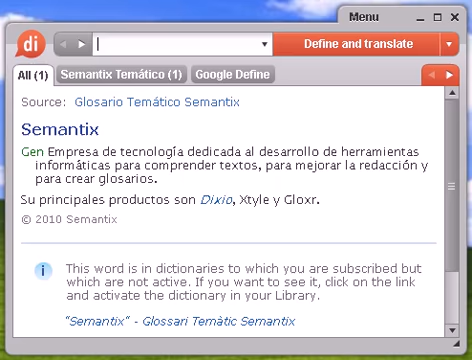 Menu
di
Define and translate
All (1)
Semantix Temático (1)
Google Define
Source: Glosario Temático Semantix
Semantix
Gen Empresa de tecnología dedicada al desarrollo de herramientas
informáticas para comprender textos, para mejorar la redacción y
para crear glosarios.
Su principales productos son Dixio, Xtyle y Gloxr.
© 2010 Semantix
i
This word is in dictionaries to which you are subscribed but
which are not active. If you want to see it, click on the link
and activate the dictionary in your Library.
"Semantix" - Glossari Temàtic Semantix